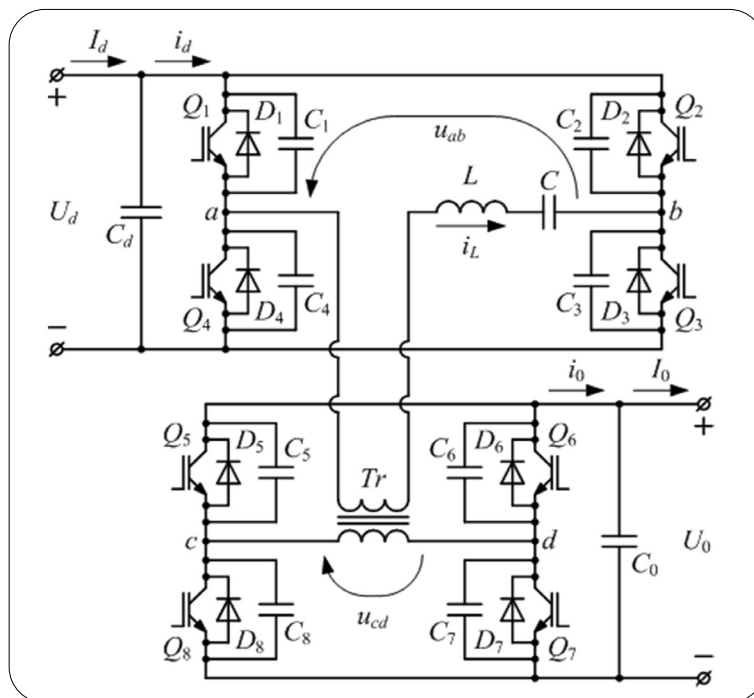 I_d i_d
+
Q_1 D_1 C_1 C_2 D_2 Q_2
u_ab
L C
U_d C_d a b
i_L
Q_4 D_4 C_4 C_3 D_3 Q_3
−
i_0 I_0
+
Q_5 D_5 C_5 C_6 D_6 Q_6
Tr
c d
C_0 U_0
u_cd
Q_8 D_8 C_8 C_7 D_7 Q_7
−